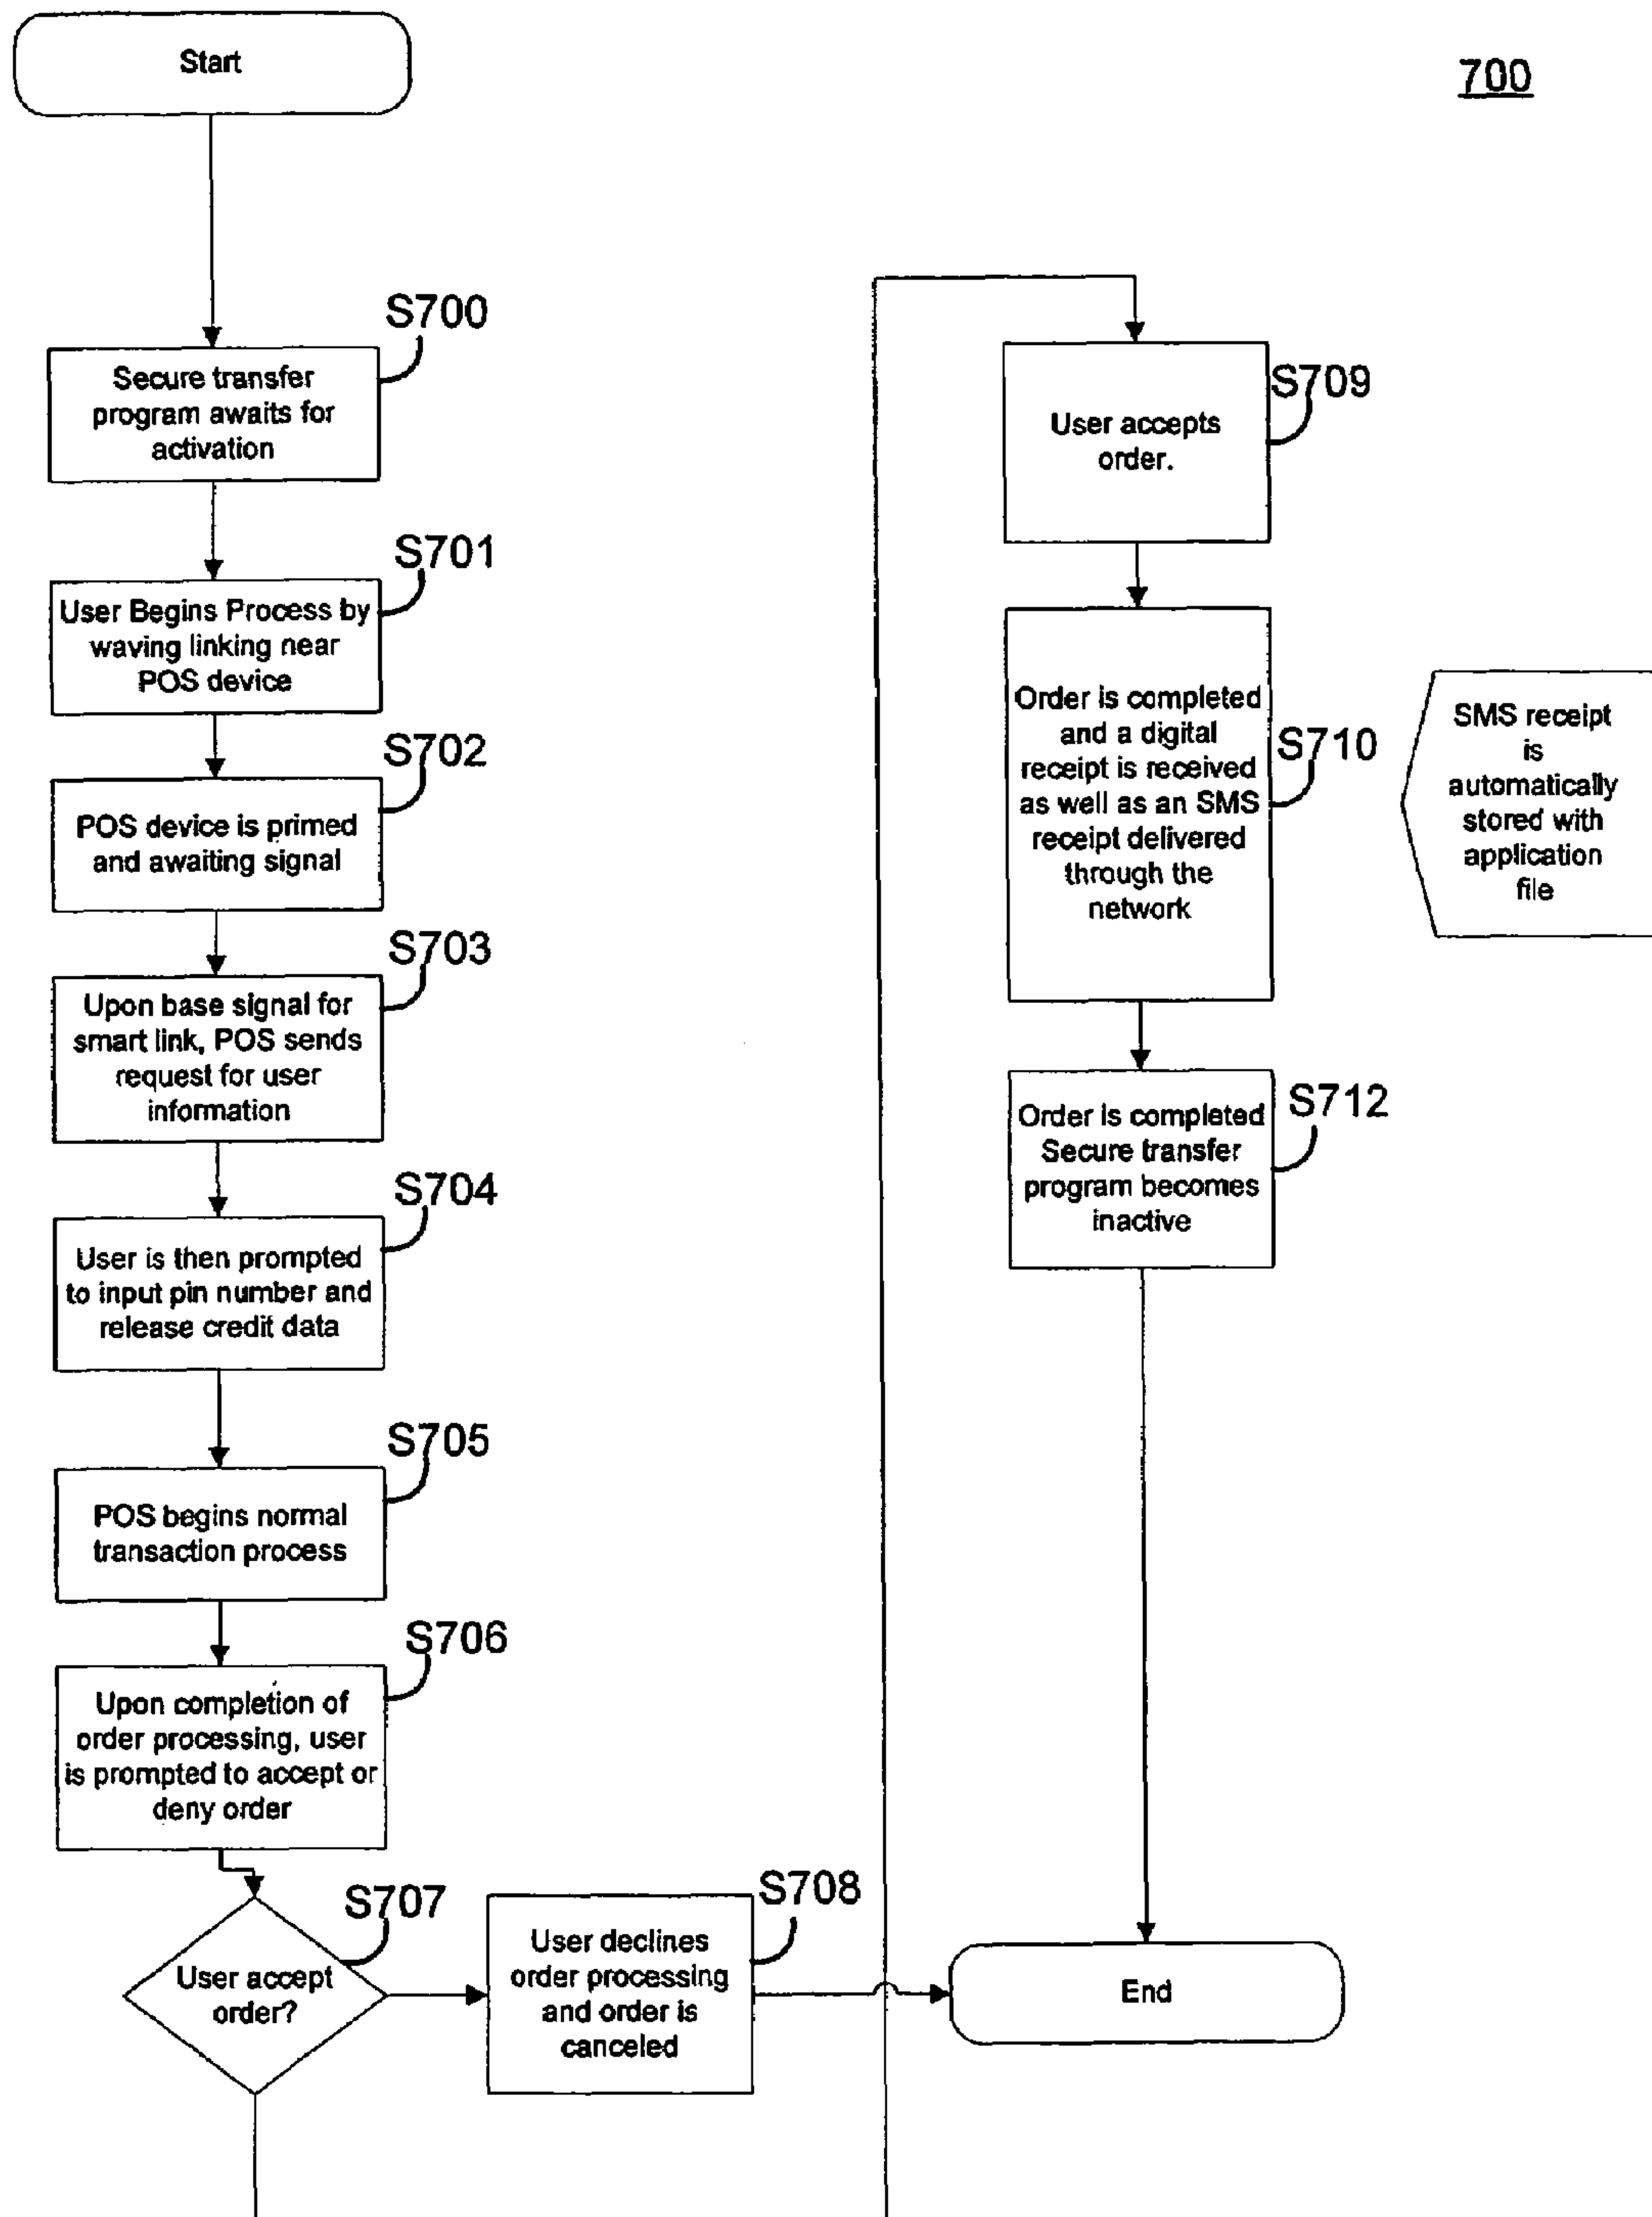 Start
700
S700
Secure transfer
program awaits for
activation
S701
User Begins Process by
waving linking near
POS device
S702
POS device is primed
and awaiting signal
S703
Upon base signal for
smart link, POS sends
request for user
information
S704
User is then prompted
to input pin number and
release credit data
S705
POS begins normal
transaction process
S706
Upon completion of
order processing, user
is prompted to accept or
deny order
S707
User accept
order?
S708
User declines
order processing
and order is
canceled
S709
User accepts
order.
S710
Order is completed
and a digital
receipt is received
as well as an SMS
receipt delivered
through the
network
SMS receipt
is
automatically
stored with
application
file
S712
Order is completed
Secure transfer
program becomes
inactive
End